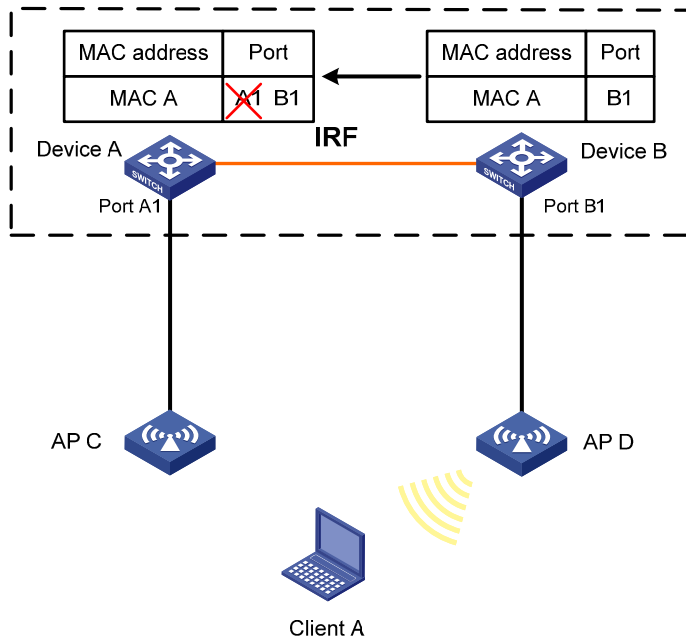 MAC address Port
MAC A A1 B1
MAC address Port
MAC A B1
IRF
Device A
Device B
SWITCH
SWITCH
Port A1
Port B1
AP C
AP D
Client A